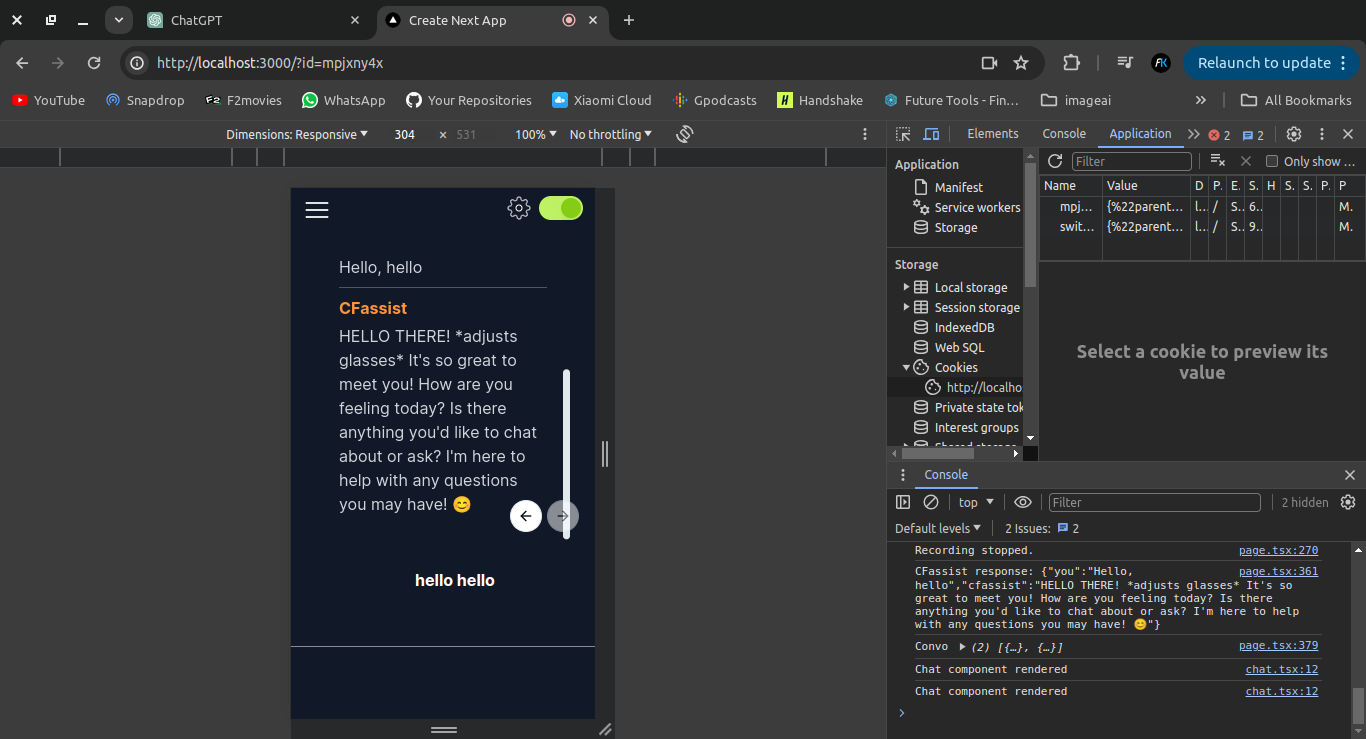 ChatGPT
Create Next App
http://localhost:3000/?id=mpjxny4x
Relaunch to update
YouTube
Snapdrop
F2movies
WhatsApp
Your Repositories
Xiaomi Cloud
Gpodcasts
Handshake
Future Tools - Fin…
imageai
»
All Bookmarks
Dimensions: Responsive
304
×
531
100%
No throttling
Elements
Console
Application
2
2
Hello, hello
CFassist
HELLO THERE! *adjusts
glasses* It's so great to
meet you! How are you
feeling today? Is there
anything you'd like to chat
about or ask? I'm here to
help with any questions
you may have! 😊
hello hello
Application
Manifest
Service workers
Storage
Storage
Local storage
Session storage
IndexedDB
Web SQL
Cookies
http://localho
Private state tok
Interest groups
Filter
Only show …
Name Value D P. E. S. H S. S. P. P
mpj… {%22parent… l… / S.. 6.. M.
swit… {%22parent… l… / S.. 9.. M.
Select a cookie to preview its
value
Console
top
Filter
2 hidden
Default levels
2 Issues: 2
Recording stopped. page.tsx:270
CFassist response: {"you":"Hello, page.tsx:361
hello","cfassist":"HELLO THERE! *adjusts glasses* It's so
great to meet you! How are you feeling today? Is there
anything you'd like to chat about or ask? I'm here to help
with any questions you may have! 😊"}
Convo (2) [{…}, {…}] page.tsx:379
Chat component rendered chat.tsx:12
Chat component rendered chat.tsx:12